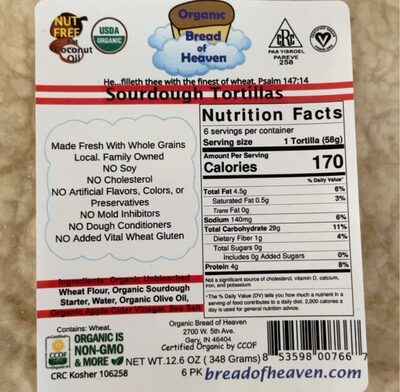 NUT
FREE
Coconut
Oil
USDA
ORGANIC
Organic
Bread
of
Heaven
CRC
PAS YISROEL
PAREVE
258
He...filleth thee with the finest of wheat. Psalm 147:14
Sourdough Tortillas
Made Fresh With Whole Grains
Local. Family Owned
NO Soy
NO Cholesterol
NO Artificial Flavors, Colors, or
Preservatives
NO Mold Inhibitors
NO Dough Conditioners
NO Added Vital Wheat Gluten
Ingredients: Organic Unbleached
Wheat Flour, Organic Sourdough
Starter, Water, Organic Olive Oil,
Organic Apple Cider Vinegar, Sea Salt
Contains: Wheat,
CCOF
ORGANIC IS
NON-GMO
& MORE
CRC Kosher 106258
Nutrition Facts
6 servings per container
Serving size 1 Tortilla (58g)
Amount Per Serving
Calories 170
% Daily Value*
Total Fat 4.5g 6%
Saturated Fat 0.5g 3%
Trans Fat 0g
Sodium 140mg 6%
Total Carbohydrate 29g 11%
Dietary Fiber 1g 4%
Total Sugars 0g
Includes 0g Added Sugars 0%
Protein 4g 8%
Not a significant source of cholesterol, vitamin D, calcium,
iron, and potassium
*The % Daily Value (DV) tells you how much a nutrient in a
serving of food contributes to a daily diet. 2,000 calories a
day is used for general nutrition advice.
Organic Bread of Heaven
2700 W. 5th Ave.
Gary, IN 46404
Certified Organic by CCOF
NET WT.12.6 OZ ( 348 GRAMS)
6 PK
8 53598 00766 7
breadofheaven.com